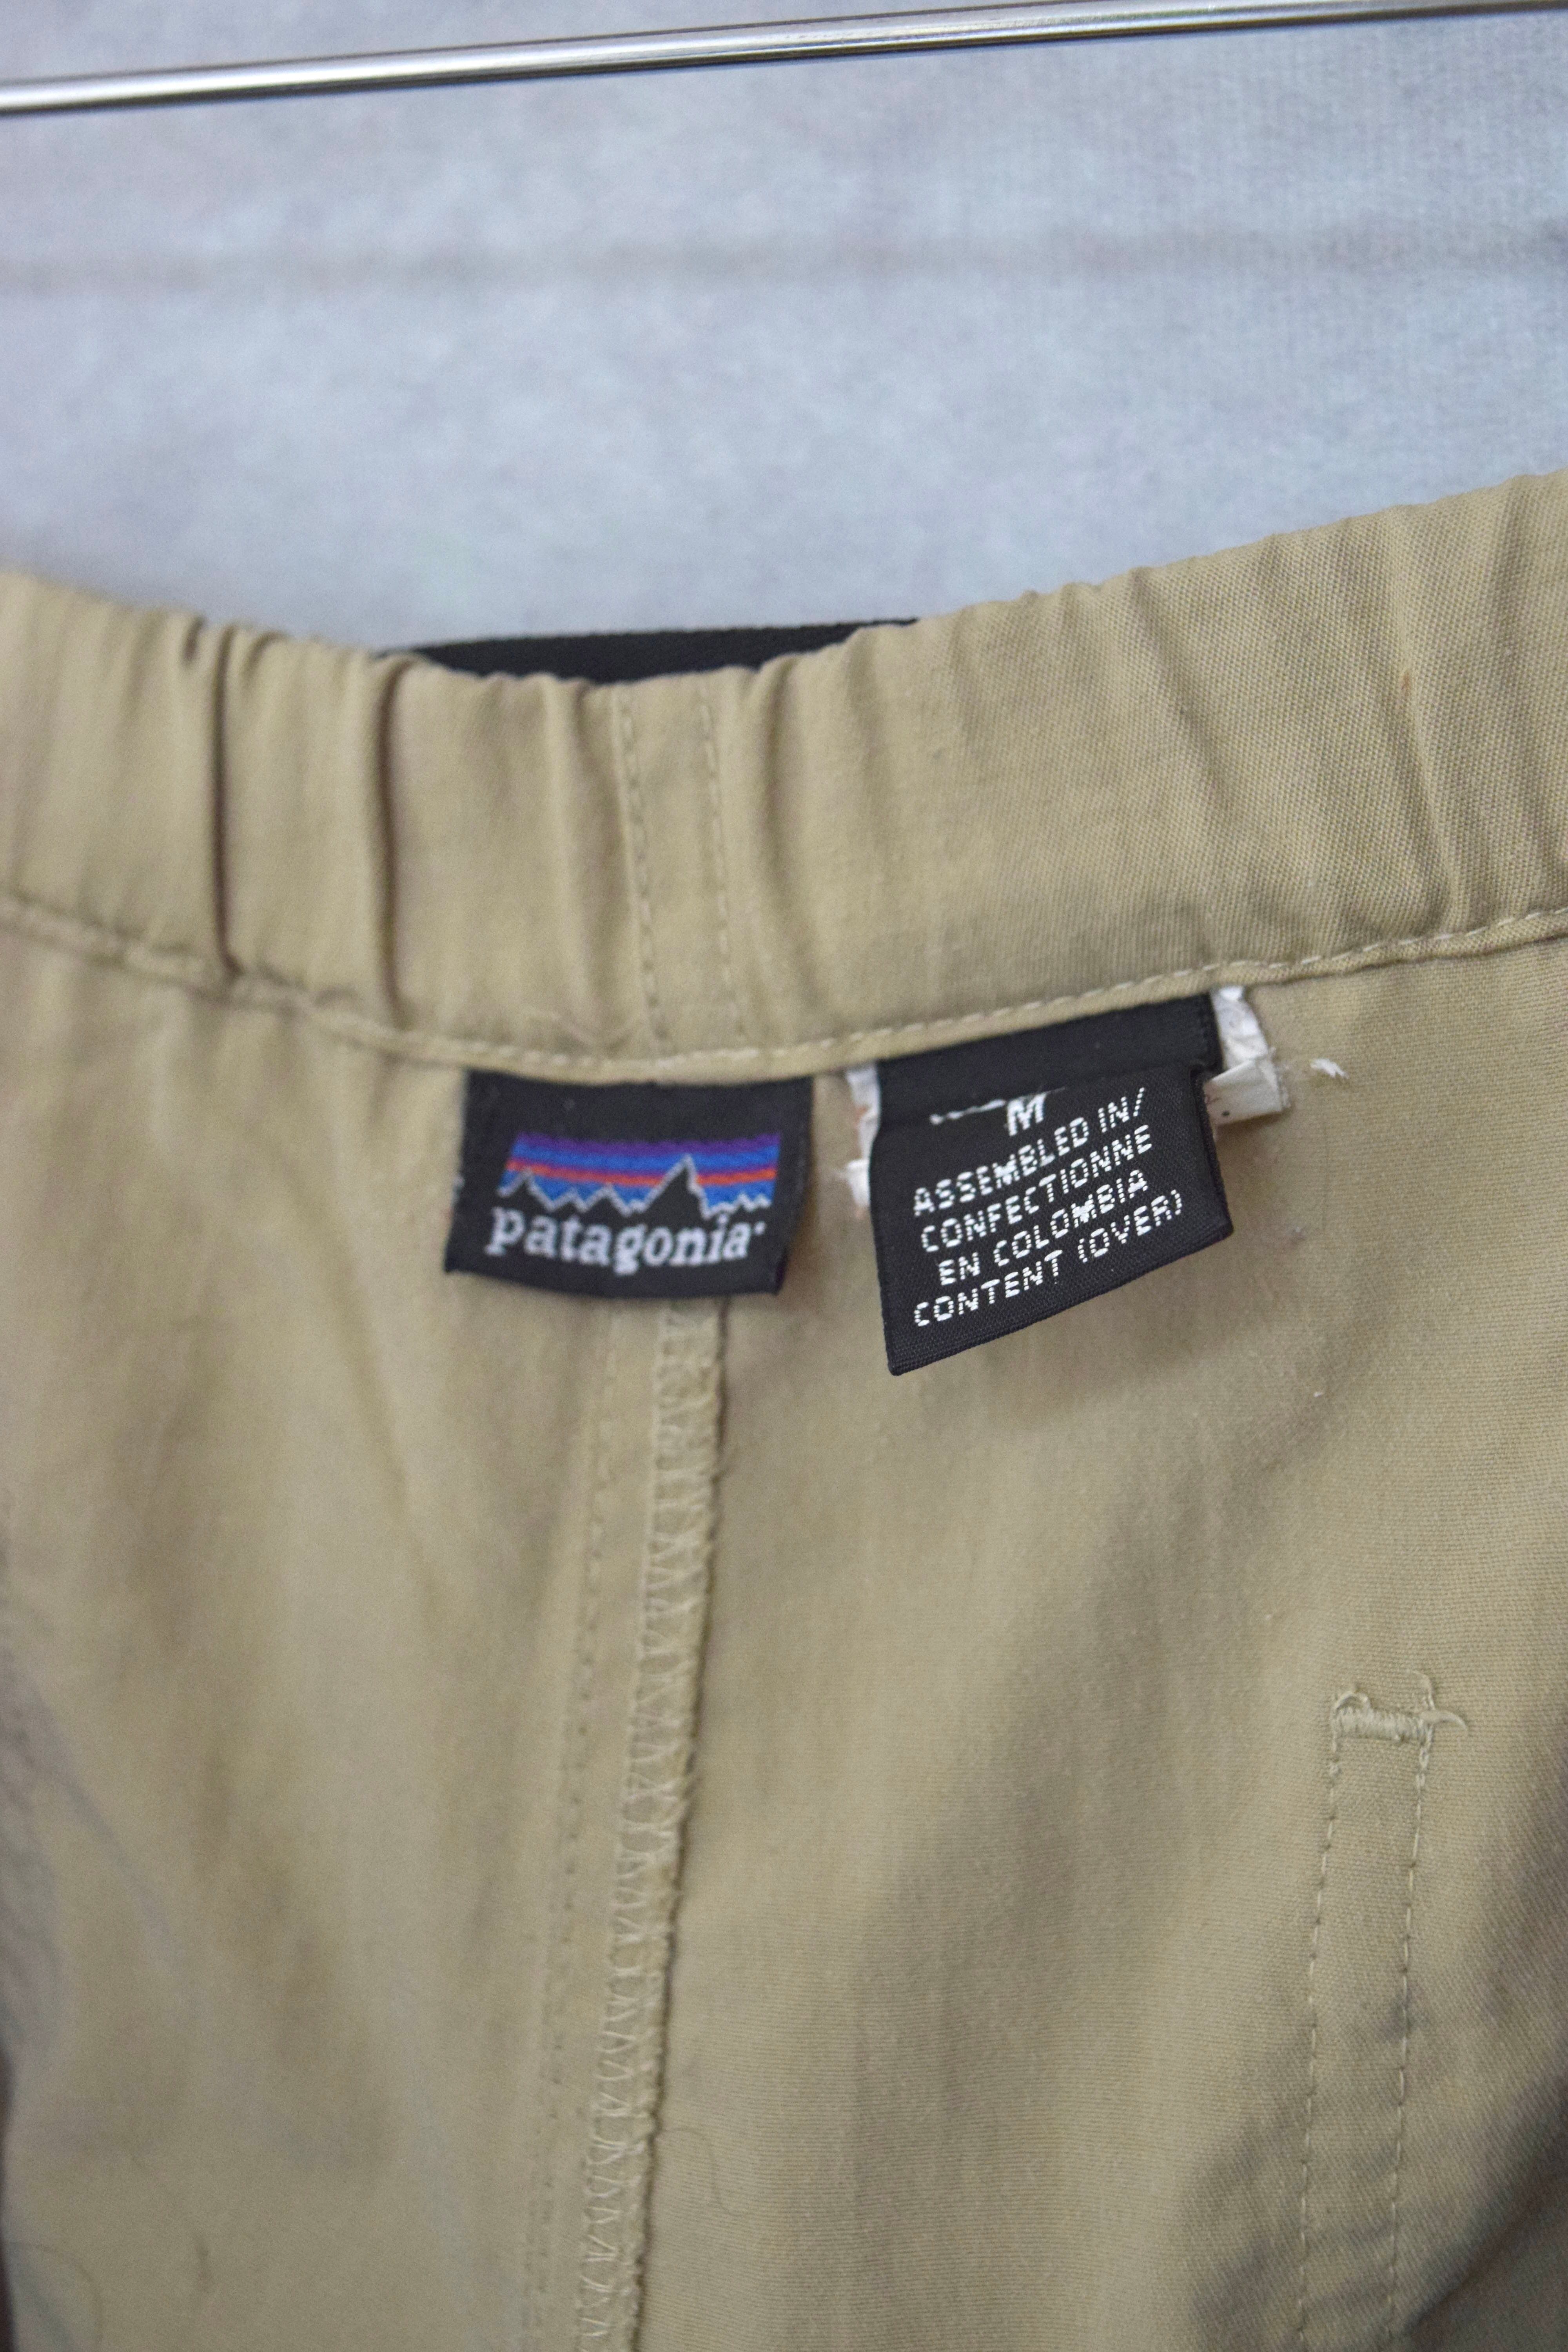 patagonia
M
ASSEMBLED IN/
CONFECTIONNE
EN COLOMBIA
CONTENT (OVER)